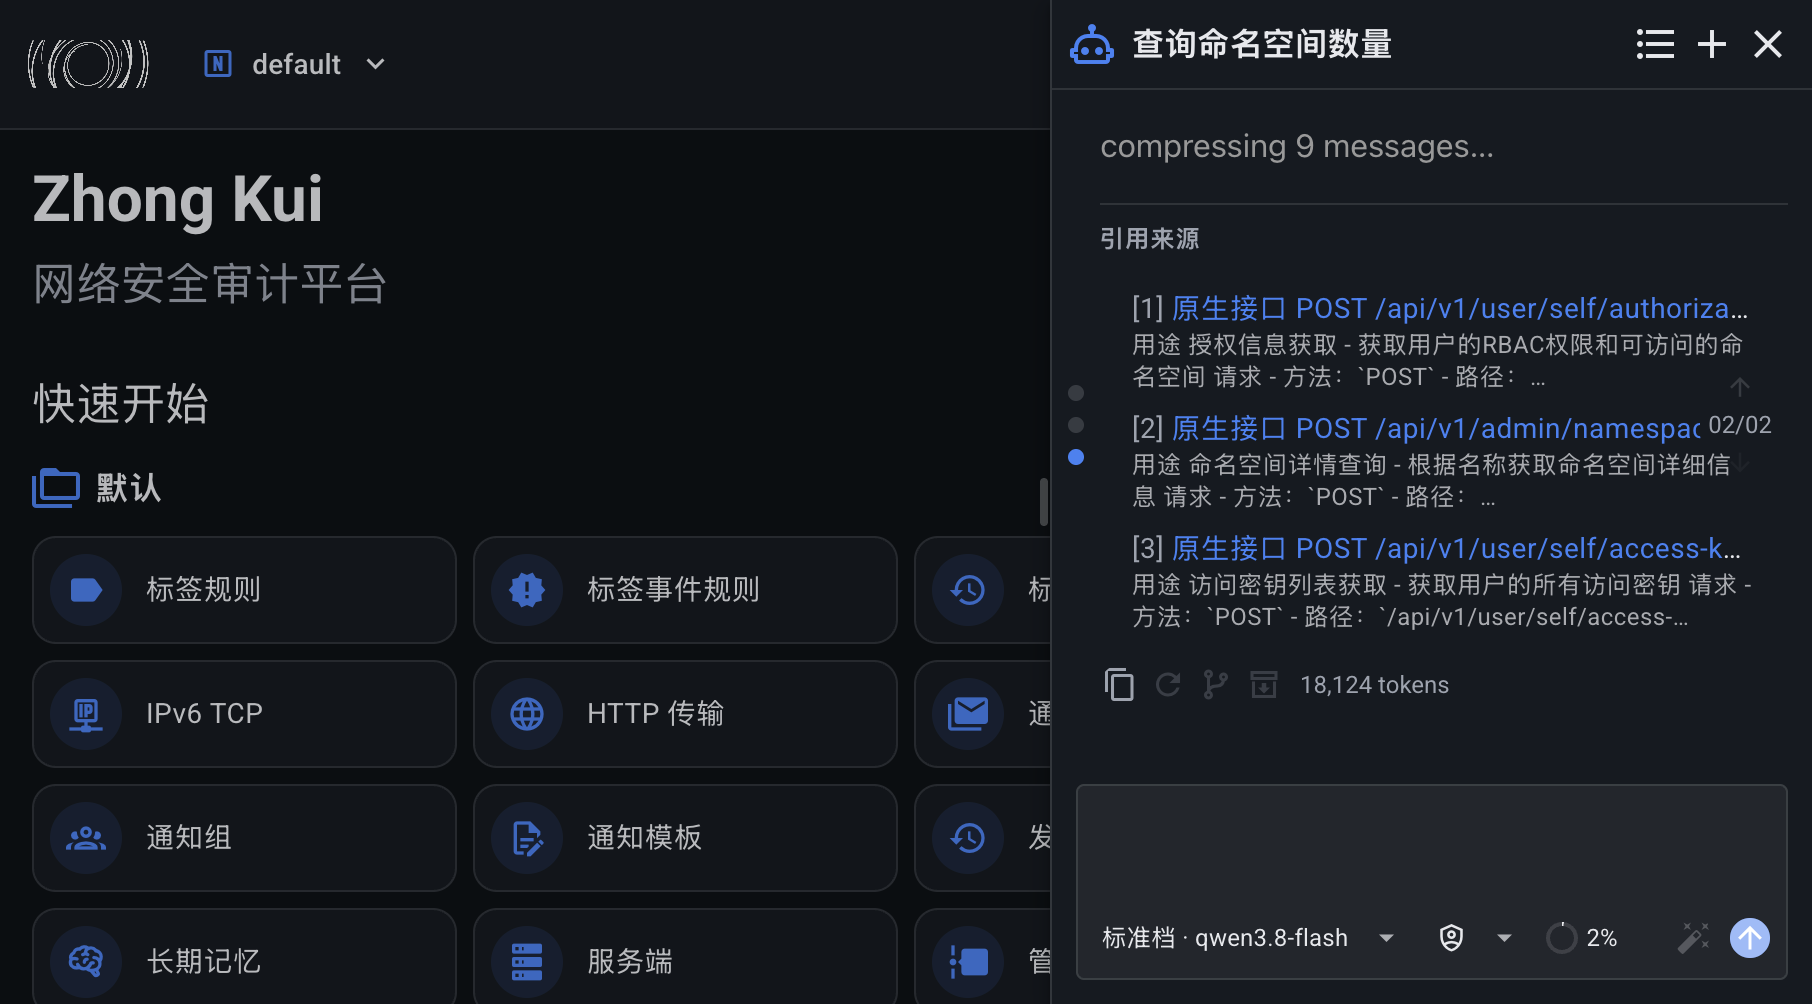 N default
Zhong Kui
网络安全审计平台
快速开始
默认
标签规则
标签事件规则
标
IP
IPv6 TCP
HTTP 传输
通
通知组
通知模板
发
长期记忆
服务端
管
查询命名空间数量
compressing 9 messages...
引用来源
[1] 原生接口 POST /api/v1/user/self/authoriza...
用途 授权信息获取 - 获取用户的RBAC权限和可访问的命
名空间 请求 - 方法：`POST` - 路径：...
[2] 原生接口 POST /api/v1/admin/namespac
02/02
用途 命名空间详情查询 - 根据名称获取命名空间详细信
息 请求 - 方法：`POST` - 路径：...
[3] 原生接口 POST /api/v1/user/self/access-k...
用途 访问密钥列表获取 - 获取用户的所有访问密钥 请求 -
方法：`POST` - 路径：`/api/v1/user/self/access-...
18,124 tokens
标准档 · qwen3.8-flash
2%